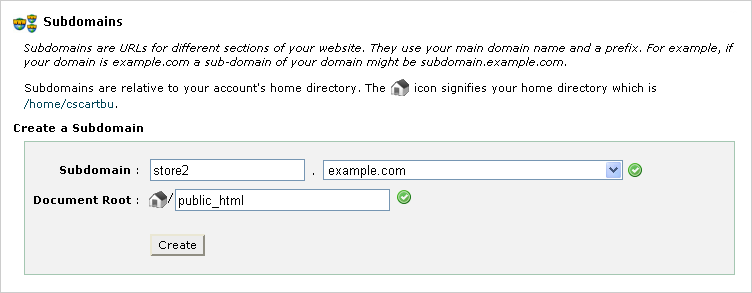 Subdomains
Subdomains are URLs for different sections of your website. They use your main domain name and a prefix. For example, if
your domain is example.com a sub-domain of your domain might be subdomain.example.com.
Subdomains are relative to your account's home directory. The icon signifies your home directory which is
/home/cscartbu.
Create a Subdomain
Subdomain : store2 . example.com
Document Root : / public_html
Create